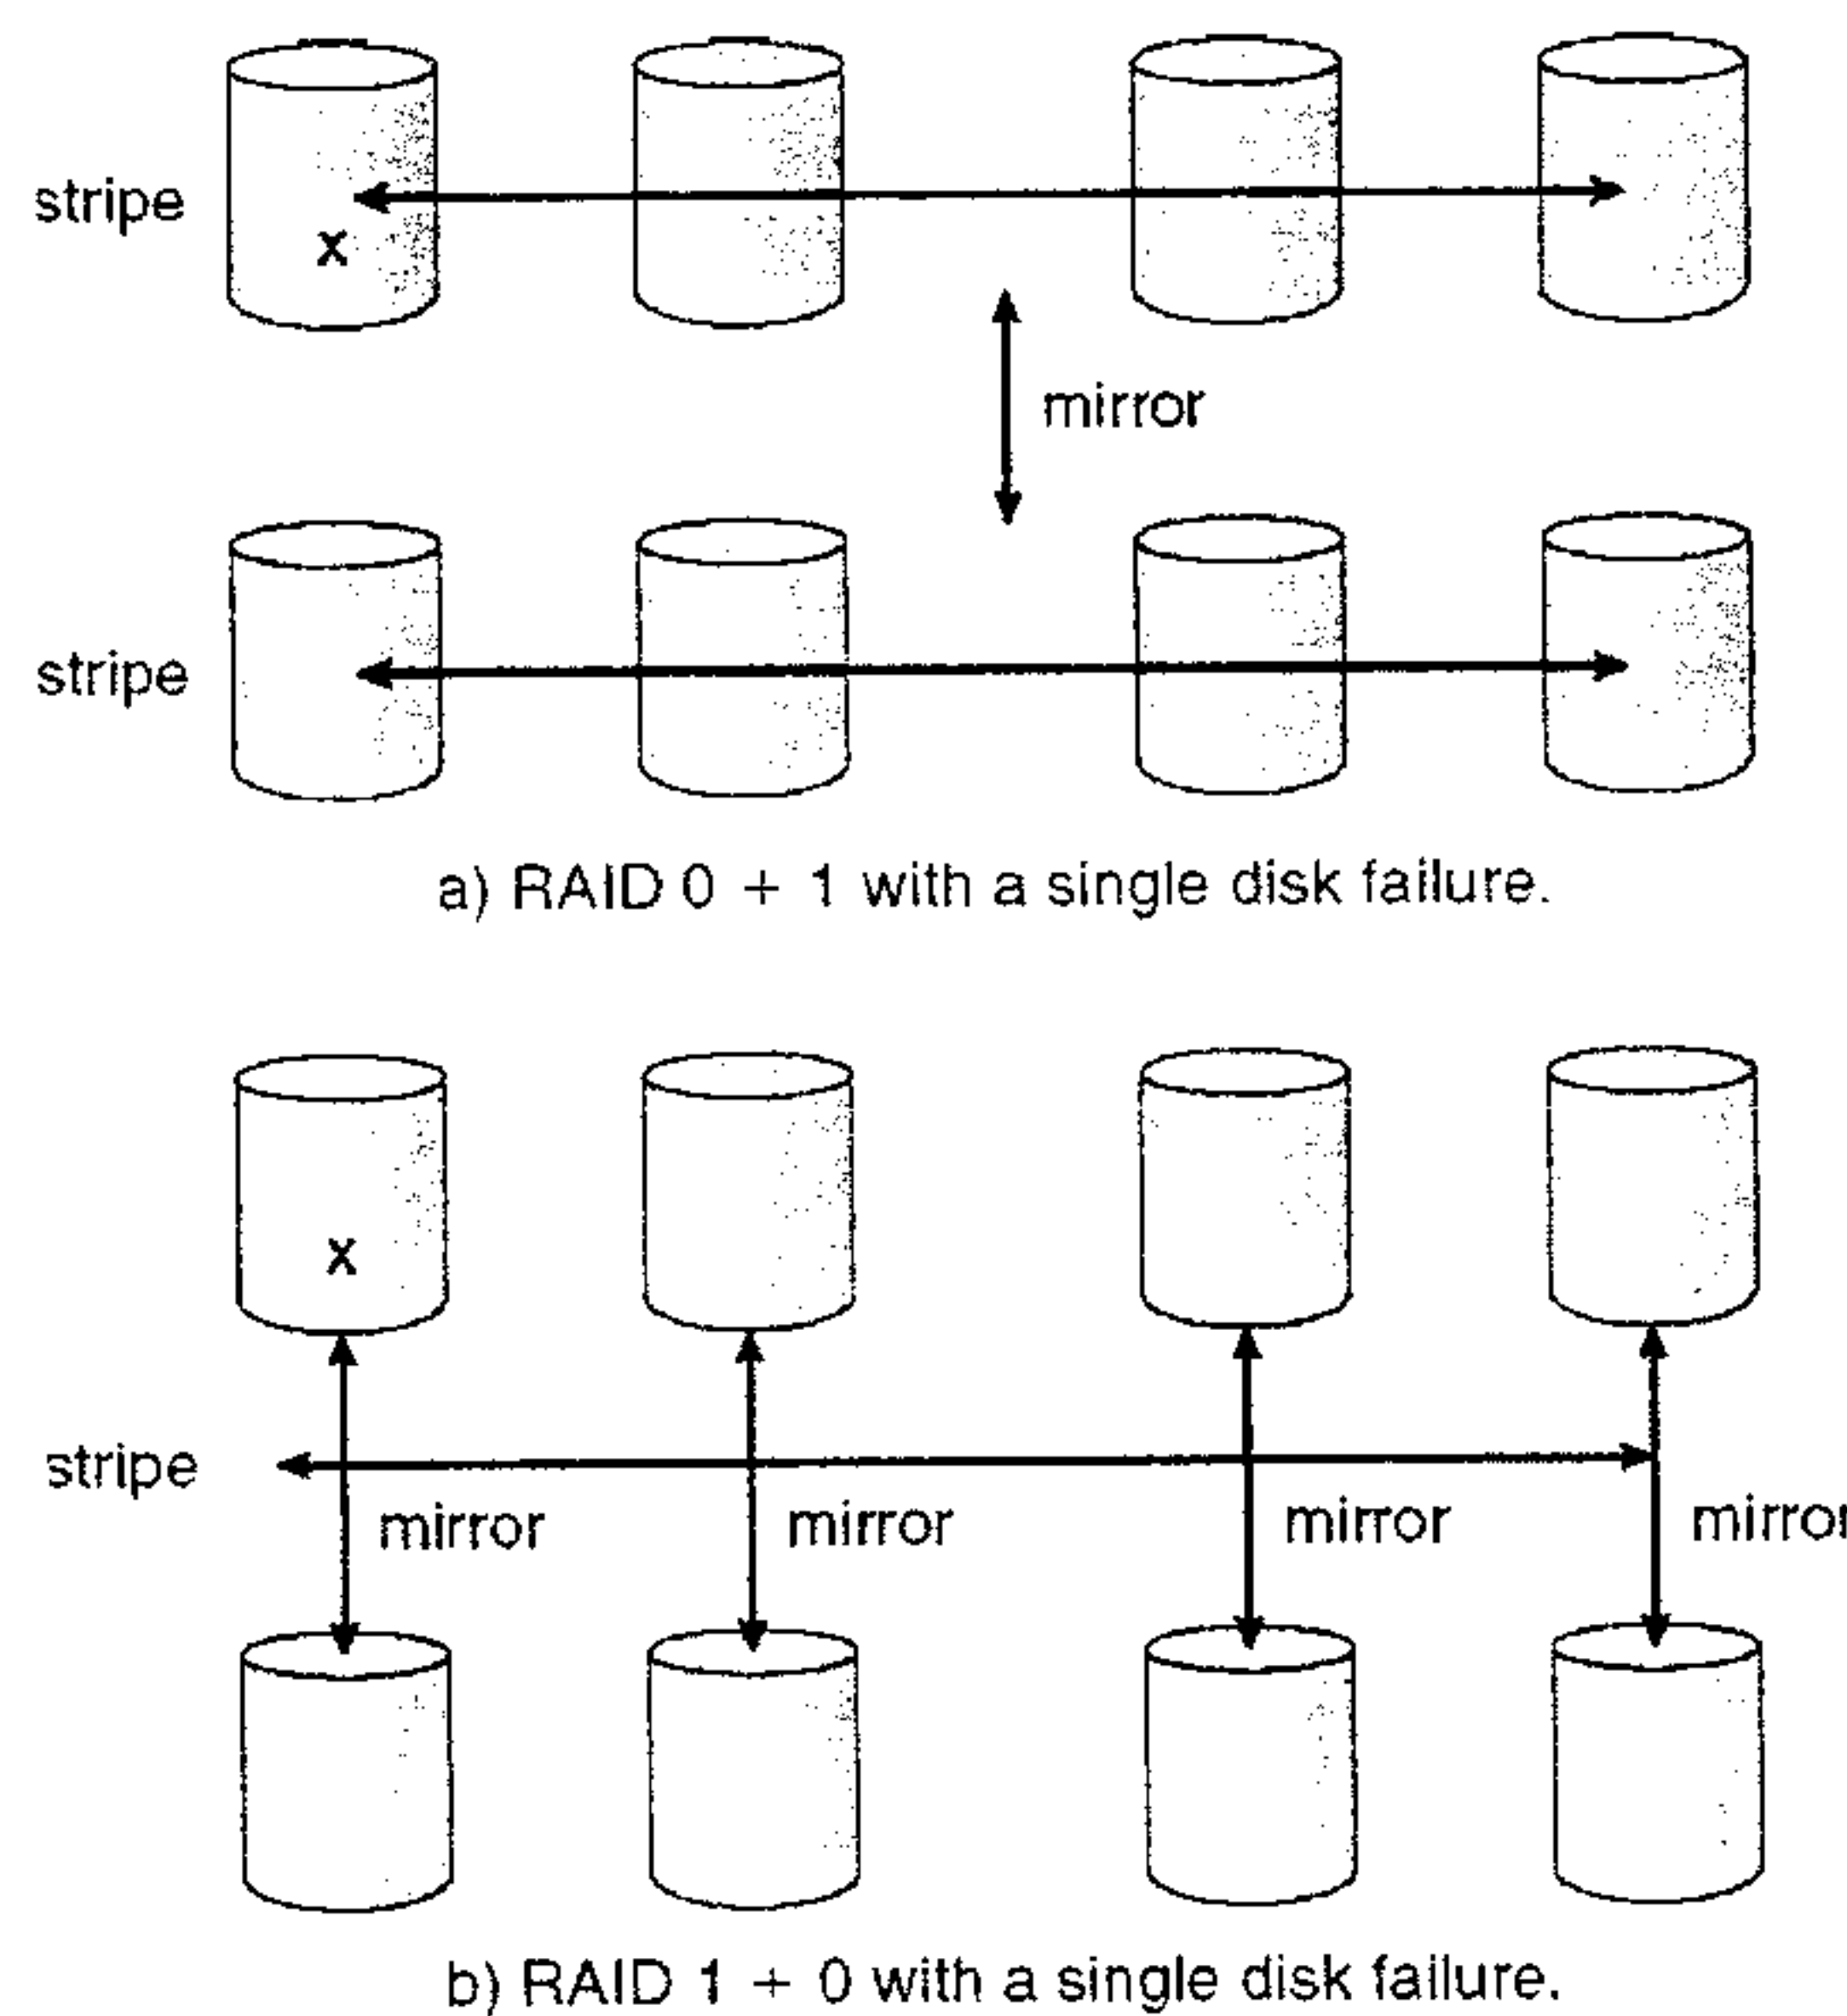 stripe
x
mirror
stripe
a) RAID 0 + 1 with a single disk failure.
x
stripe
mirror mirror mirror mirror
b) RAID 1 + 0 with a single disk failure.